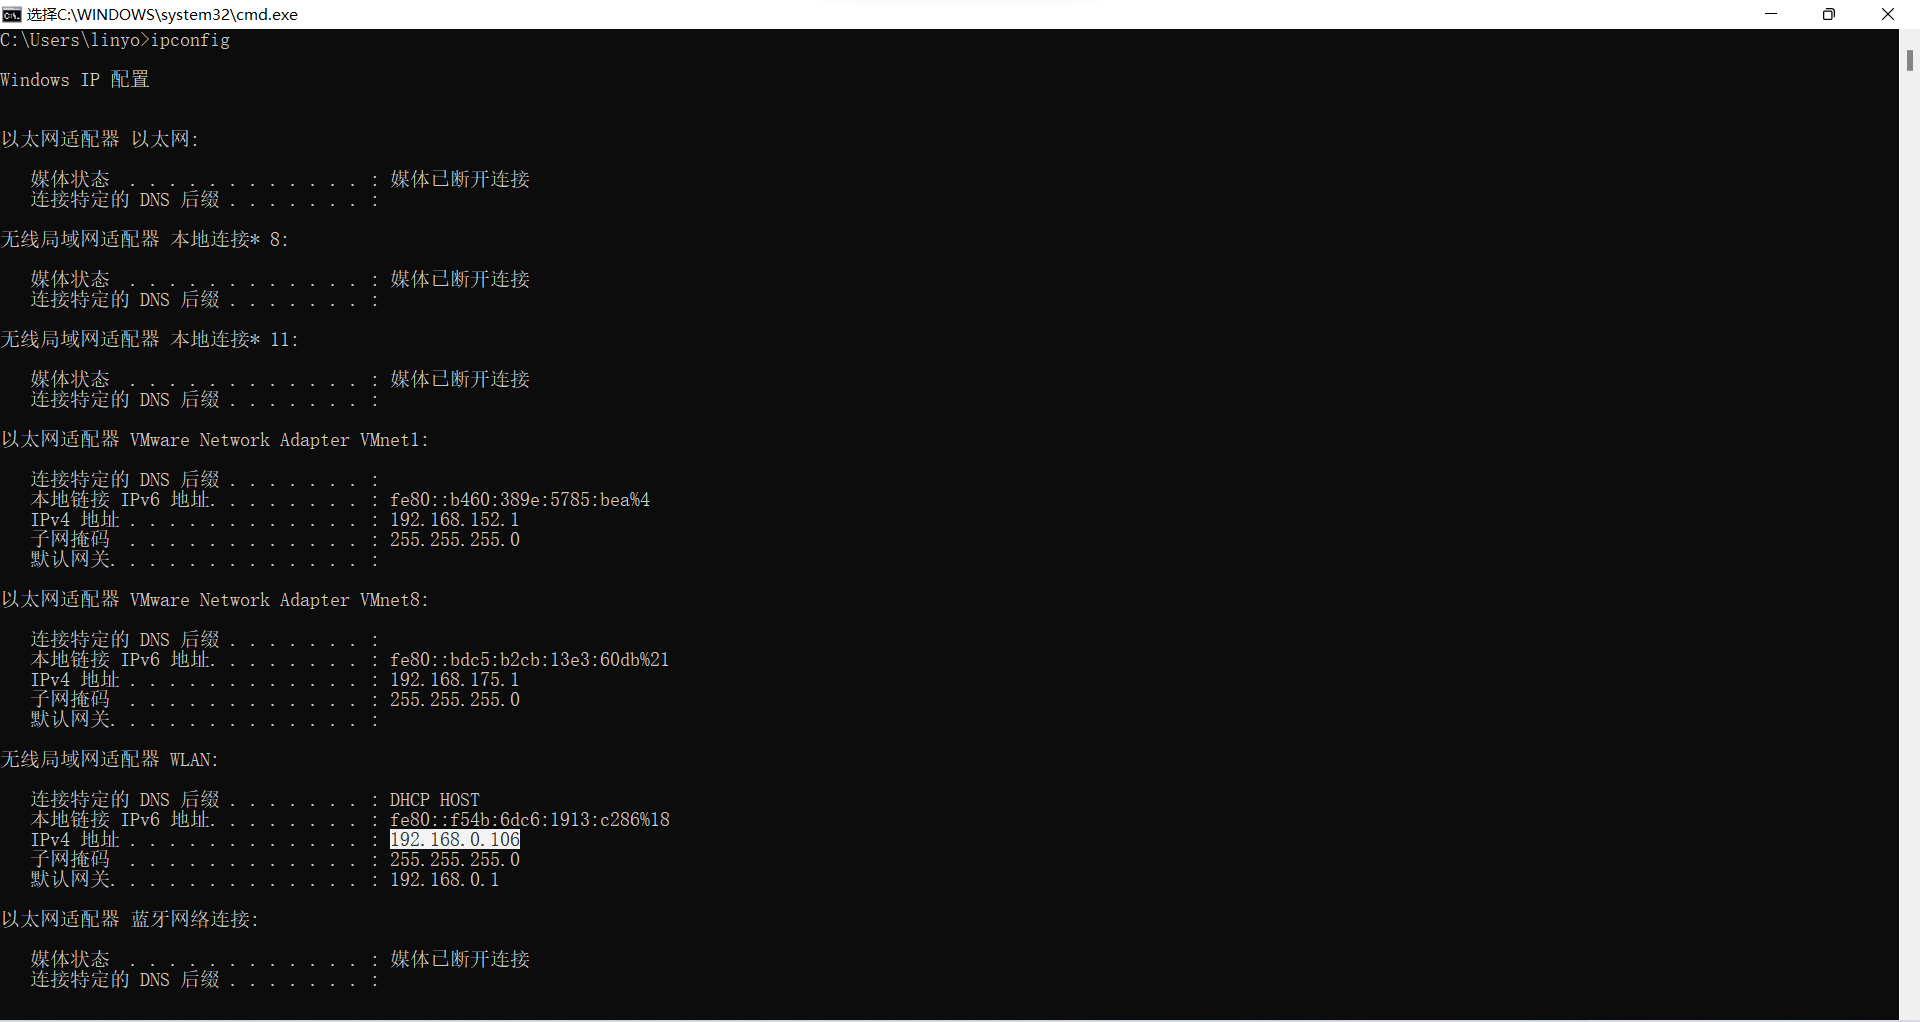 选择C:\WINDOWS\system32\cmd.exe
C:\Users\linyo>ipconfig
Windows IP 配置
以太网适配器 以太网:
媒体状态 . . . . . . . . . . . . : 媒体已断开连接
连接特定的 DNS 后缀 . . . . . . . :
无线局域网适配器 本地连接* 8:
媒体状态 . . . . . . . . . . . . : 媒体已断开连接
连接特定的 DNS 后缀 . . . . . . . :
无线局域网适配器 本地连接* 11:
媒体状态 . . . . . . . . . . . . : 媒体已断开连接
连接特定的 DNS 后缀 . . . . . . . :
以太网适配器 VMware Network Adapter VMnet1:
连接特定的 DNS 后缀 . . . . . . . :
本地链接 IPv6 地址. . . . . . . . : fe80::b460:389e:5785:bea%4
IPv4 地址 . . . . . . . . . . . . : 192.168.152.1
子网掩码 . . . . . . . . . . . . : 255.255.255.0
默认网关. . . . . . . . . . . . . :
以太网适配器 VMware Network Adapter VMnet8:
连接特定的 DNS 后缀 . . . . . . . :
本地链接 IPv6 地址. . . . . . . . : fe80::bdc5:b2cb:13e3:60db%21
IPv4 地址 . . . . . . . . . . . . : 192.168.175.1
子网掩码 . . . . . . . . . . . . : 255.255.255.0
默认网关. . . . . . . . . . . . . :
无线局域网适配器 WLAN:
连接特定的 DNS 后缀 . . . . . . . : DHCP HOST
本地链接 IPv6 地址. . . . . . . . : fe80::f54b:6dc6:1913:c286%18
IPv4 地址 . . . . . . . . . . . . : 192.168.0.106
子网掩码 . . . . . . . . . . . . : 255.255.255.0
默认网关. . . . . . . . . . . . . : 192.168.0.1
以太网适配器 蓝牙网络连接:
媒体状态 . . . . . . . . . . . . : 媒体已断开连接
连接特定的 DNS 后缀 . . . . . . . :